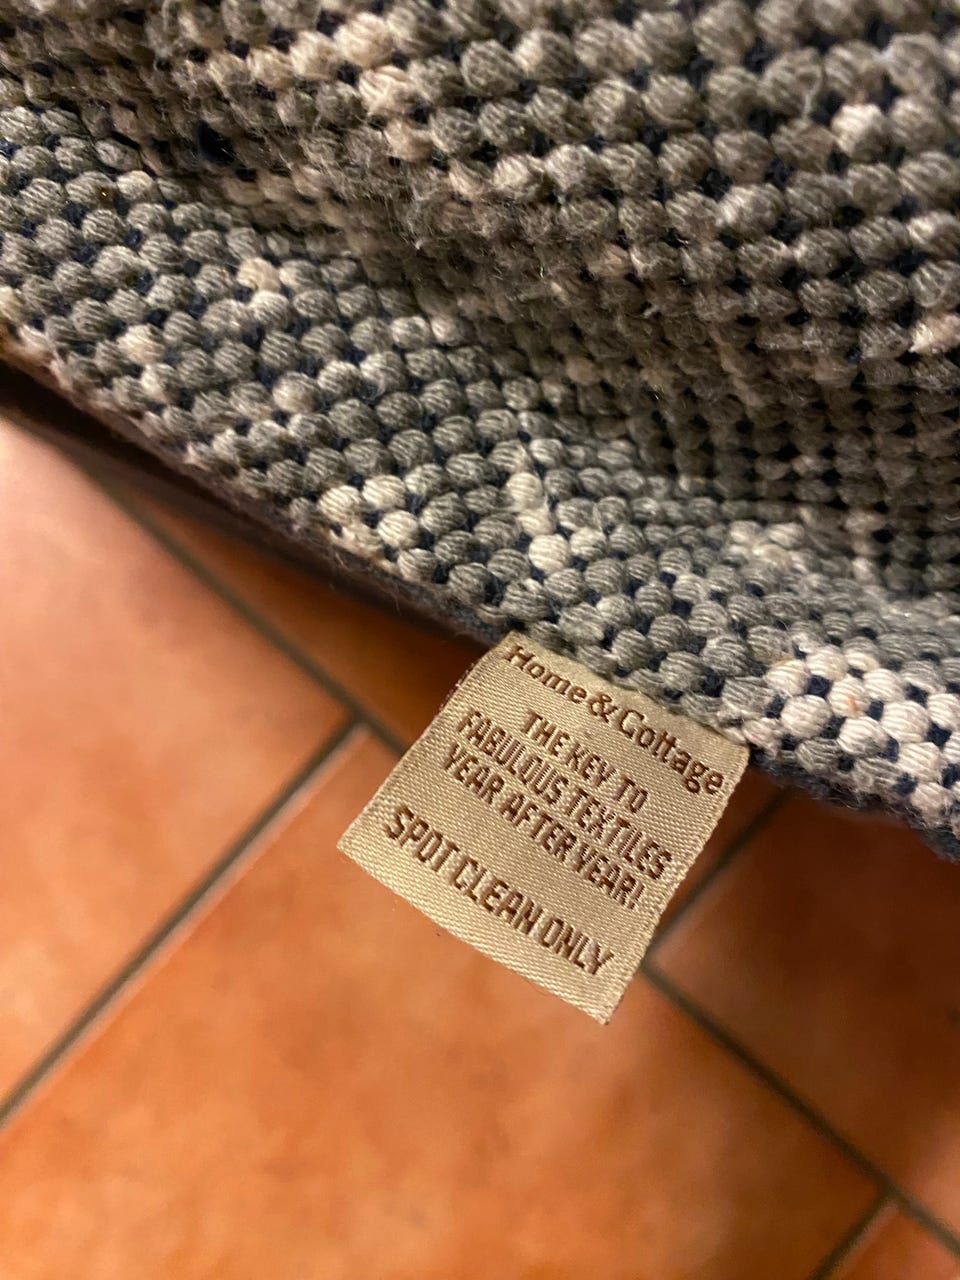 Home & Cottage
THE KEY TO
FABULOUS TEXTILES
YEAR AFTER YEAR!
SPOT CLEAN ONLY